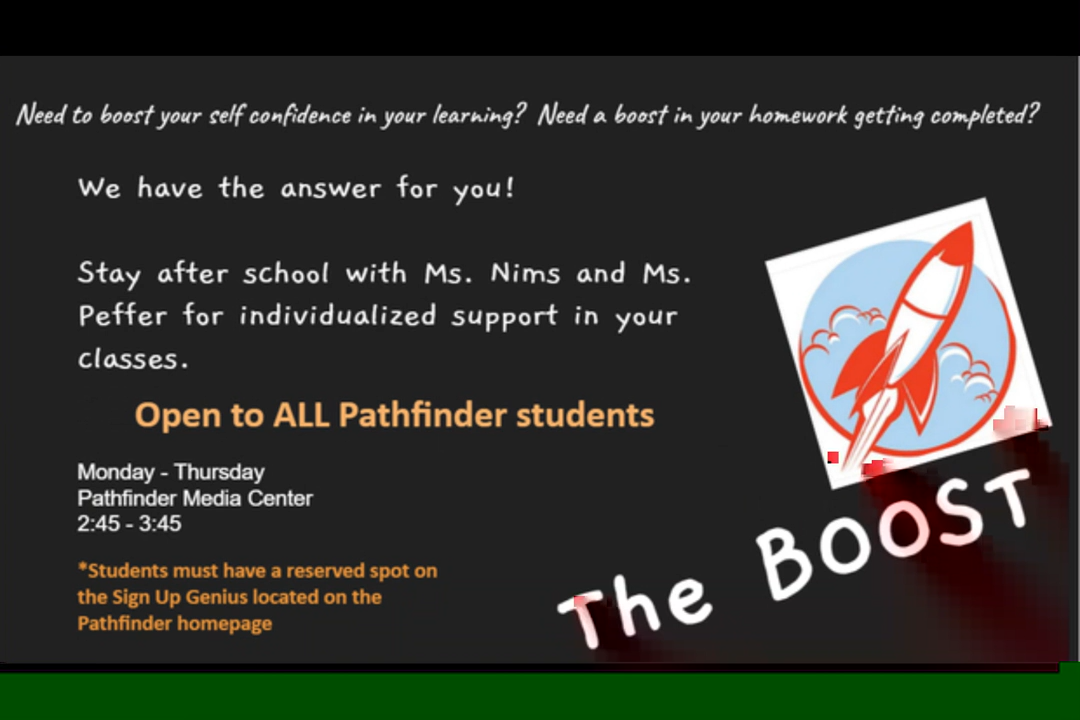 Need to boost your self confidence in your learning? Need a boost in your homework getting completed?
We have the answer for you!
Stay after school with Ms. Nims and Ms.
Peffer for individualized support in your
classes.
Open to ALL Pathfinder students
Monday - Thursday
Pathfinder Media Center
2:45 - 3:45
*Students must have a reserved spot on
the Sign Up Genius located on the
Pathfinder homepage
The BOOST